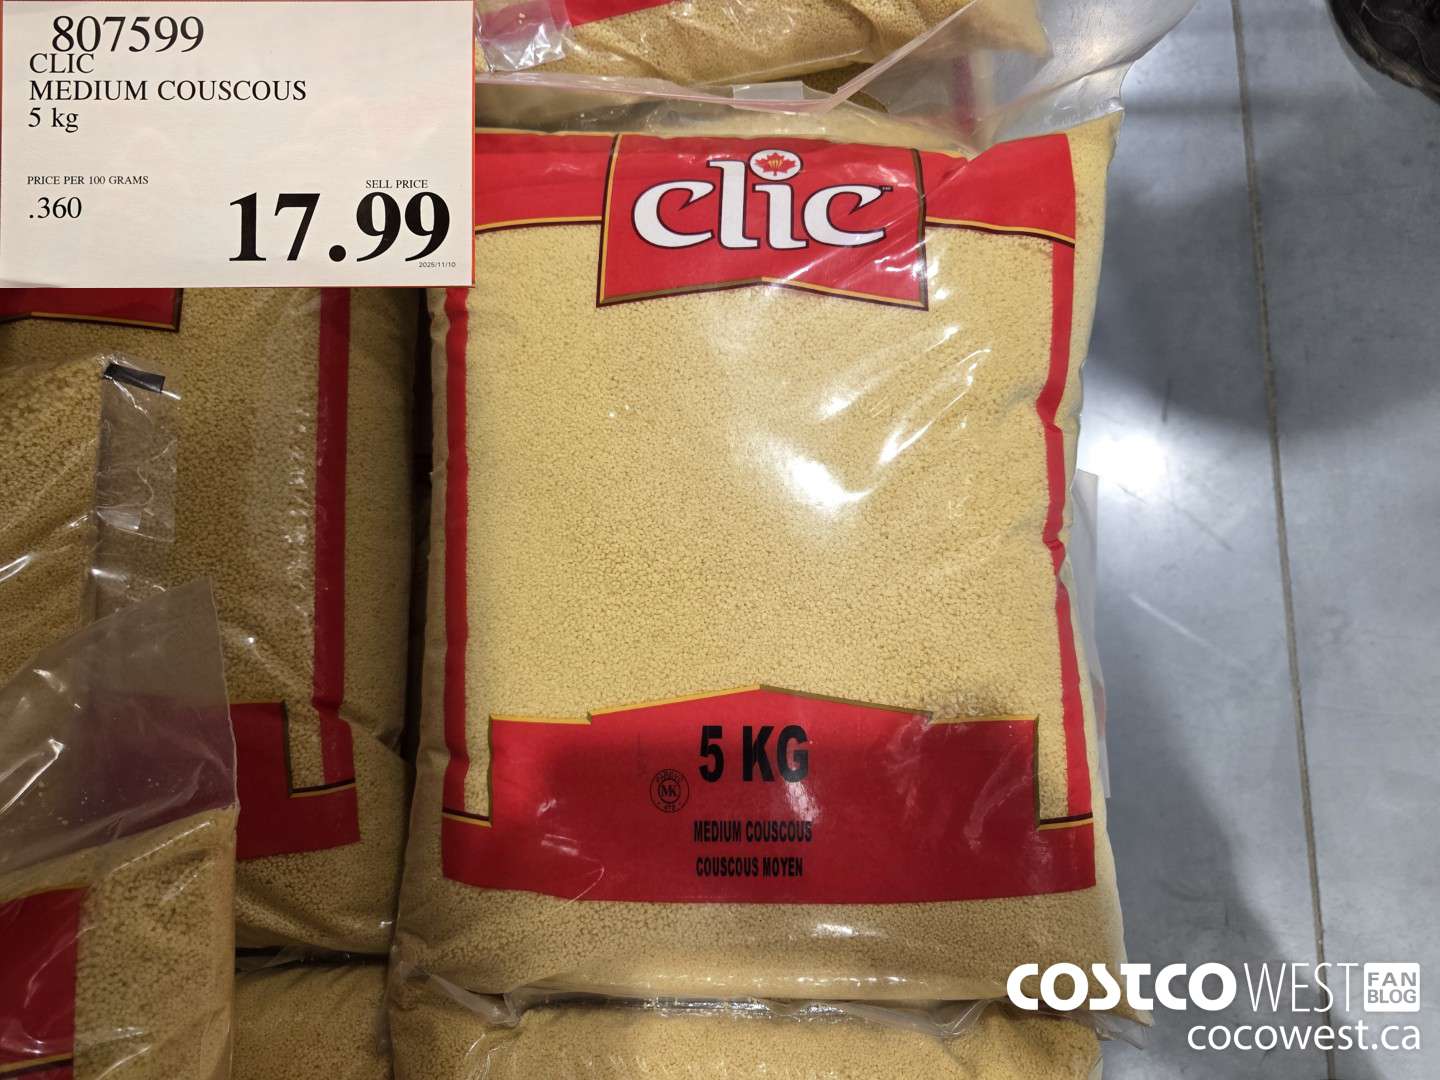 807599
CLIC
MEDIUM COUSCOUS
5 kg
PRICE PER 100 GRAMS
.360
SELL PRICE
17.99
2025/11/10
clic
5 KG
MK
MEDIUM COUSCOUS
COUSCOUS MOYEN
COSTCO WEST FAN BLOG
cocowest.ca